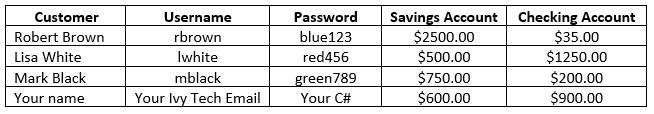 Customer Username Password Savings Account Checking Account
Robert Brown rbrown blue123 $2500.00 $35.00
Lisa White lwhite red456 $500.00 $1250.00
Mark Black mblack green789 $750.00 $200.00
Your name Your Ivy Tech Email Your C# $600.00 $900.00